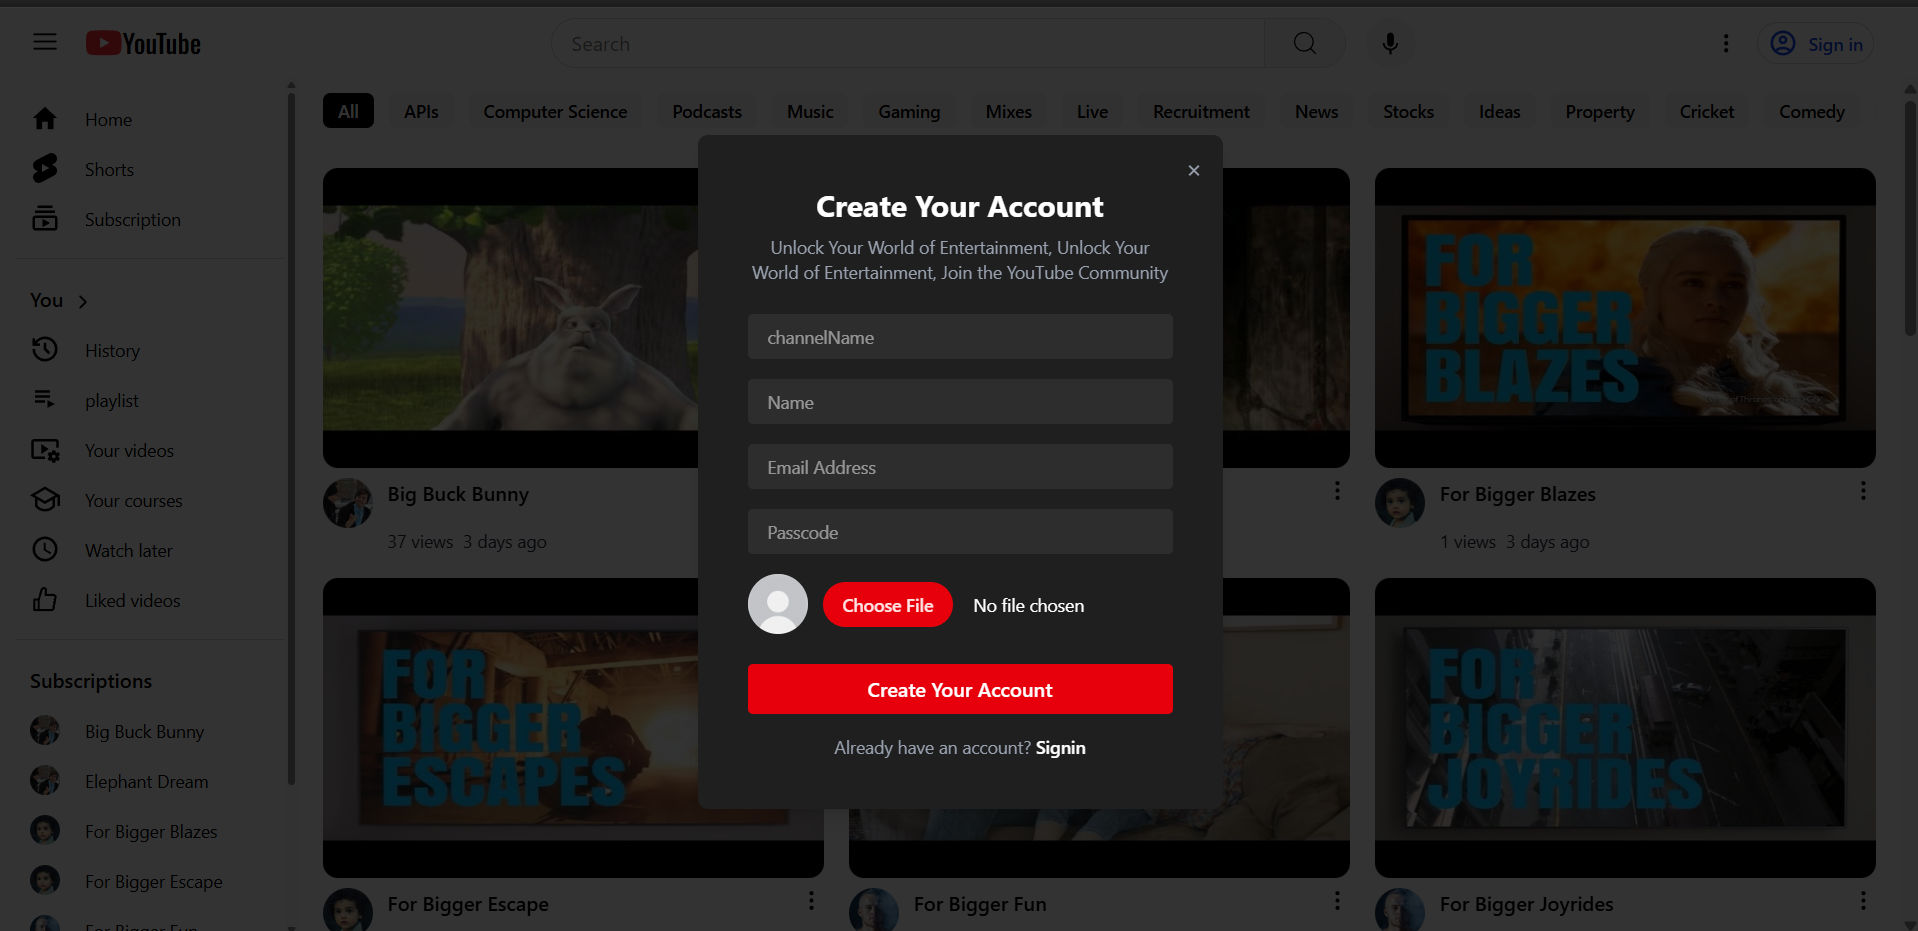 YouTube
Search
Sign in
Home
Shorts
Subscription
You
History
playlist
Your videos
Your courses
Watch later
Liked videos
Subscriptions
Big Buck Bunny
Elephant Dream
For Bigger Blazes
For Bigger Escape
For Bigger Fun
All
APIs
Computer Science
Podcasts
Music
Gaming
Mixes
Live
Recruitment
News
Stocks
Ideas
Property
Cricket
Comedy
×
Create Your Account
Unlock Your World of Entertainment, Unlock Your
World of Entertainment, Join the YouTube Community
channelName
Name
Email Address
Passcode
Choose File
No file chosen
Create Your Account
Already have an account? Signin
FOR
BIGGER
BLAZES
Big Buck Bunny
37 views 3 days ago
For Bigger Blazes
1 views 3 days ago
FOR
BIGGER
ESCAPES
FOR
BIGGER
JOYRIDES
For Bigger Escape
For Bigger Fun
For Bigger Joyrides